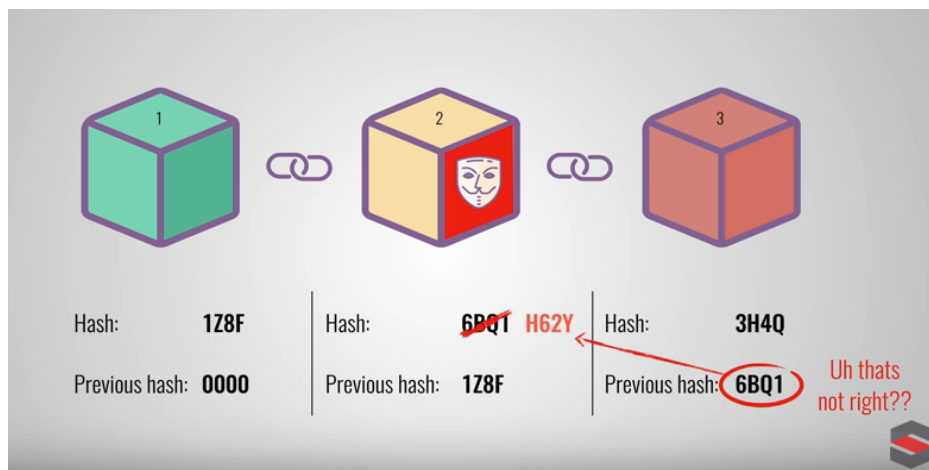 1
2
3
Hash: 1Z8F
Previous hash: 0000
Hash: 6BQ1 H62Y
Previous hash: 1Z8F
Hash: 3H4Q
Previous hash: 6BQ1
Uh thats
not right??